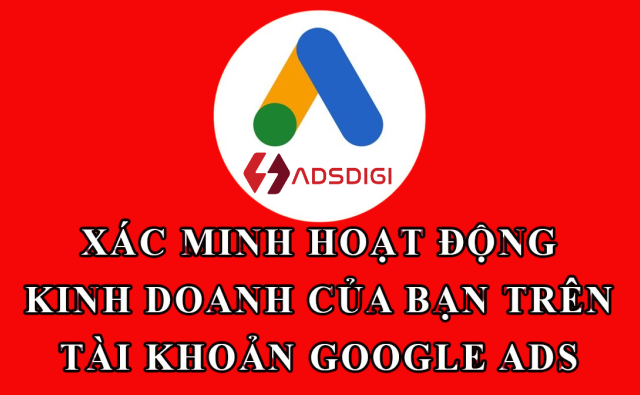 ADSDIGI
XÁC MINH HOẠT ĐỘNG
KINH DOANH CỦA BẠN TRÊN
TÀI KHOẢN GOOGLE ADS